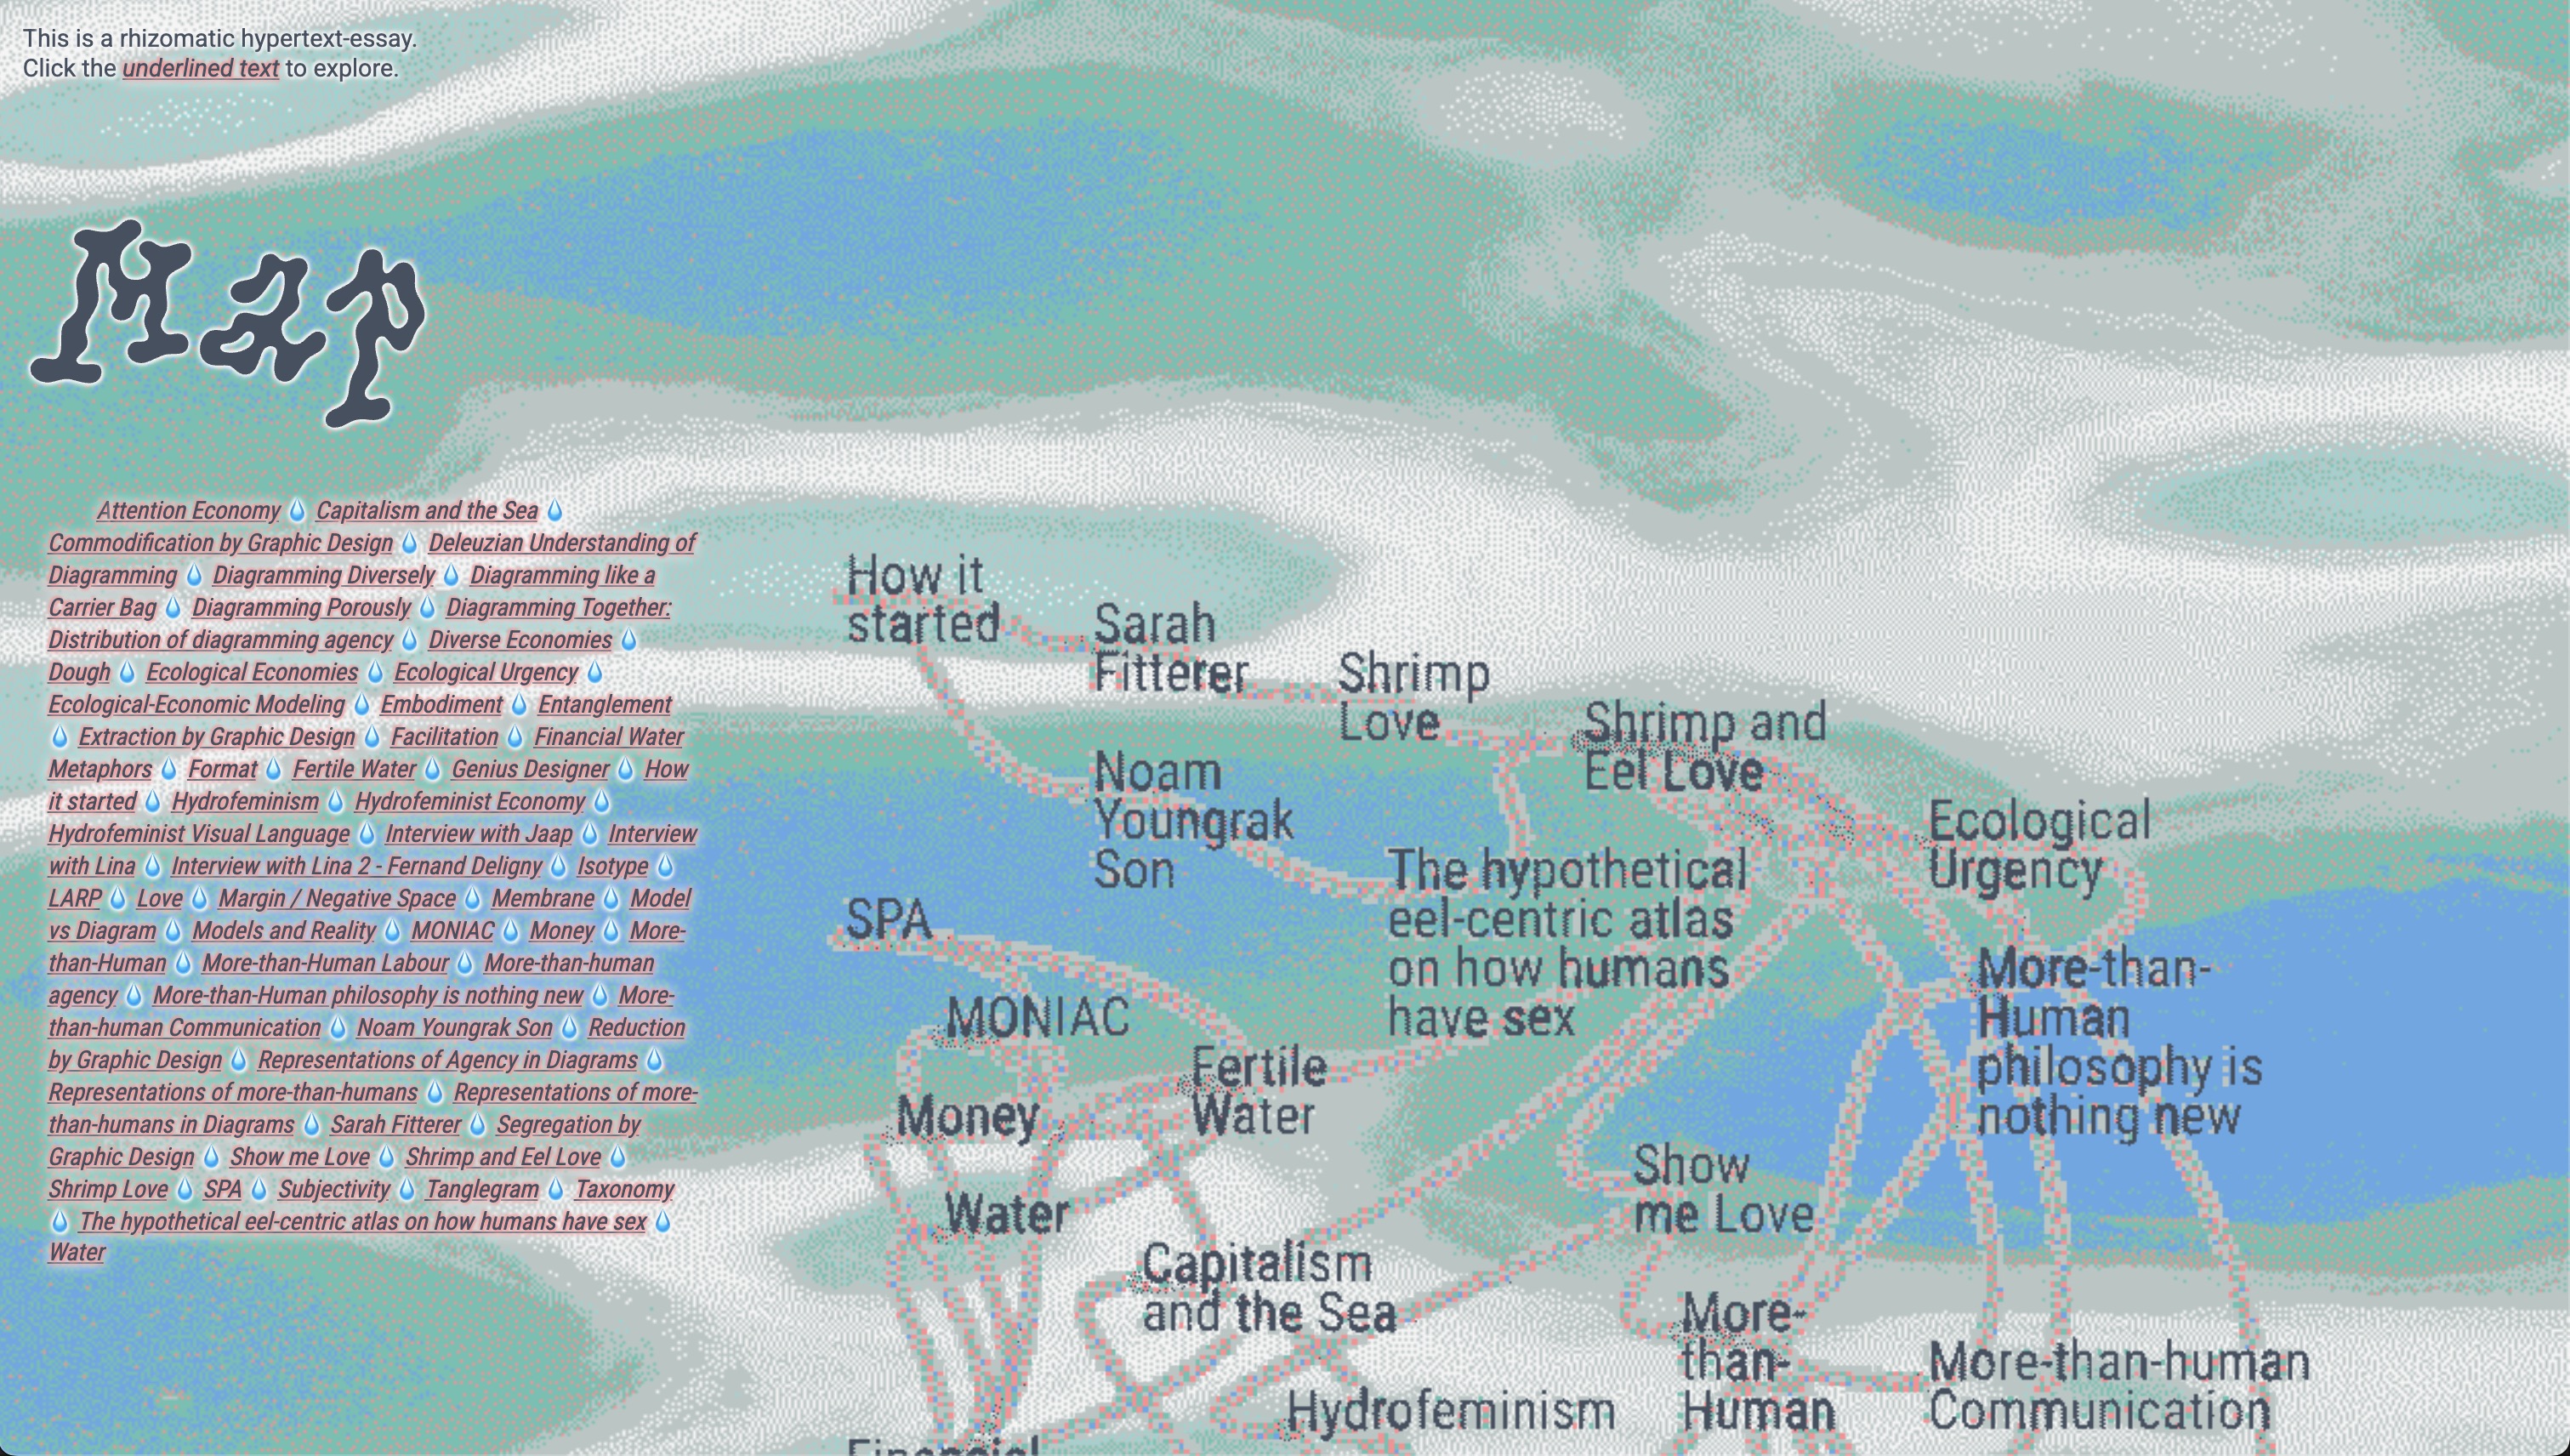 This is a rhizomatic hypertext-essay.
Click the underlined text to explore.
Map
Attention Economy 💧 Capitalism and the Sea 💧
Commodification by Graphic Design 💧 Deleuzian Understanding of
Diagramming 💧 Diagramming Diversely 💧 Diagramming like a
Carrier Bag 💧 Diagramming Porously 💧 Diagramming Together:
Distribution of diagramming agency 💧 Diverse Economies 💧
Dough 💧 Ecological Economies 💧 Ecological Urgency 💧
Ecological-Economic Modeling 💧 Embodiment 💧 Entanglement
💧 Extraction by Graphic Design 💧 Facilitation 💧 Financial Water
Metaphors 💧 Format 💧 Fertile Water 💧 Genius Designer 💧 How
it started 💧 Hydrofeminism 💧 Hydrofeminist Economy 💧
Hydrofeminist Visual Language 💧 Interview with Jaap 💧 Interview
with Lina 💧 Interview with Lina 2 - Fernand Deligny 💧 Isotype 💧
LARP 💧 Love 💧 Margin / Negative Space 💧 Membrane 💧 Model
vs Diagram 💧 Models and Reality 💧 MONIAC 💧 Money 💧 More-
than-Human 💧 More-than-Human Labour 💧 More-than-human
agency 💧 More-than-Human philosophy is nothing new 💧 More-
than-human Communication 💧 Noam Youngrak Son 💧 Reduction
by Graphic Design 💧 Representations of Agency in Diagrams 💧
Representations of more-than-humans 💧 Representations of more-
than-humans in Diagrams 💧 Sarah Fitterer 💧 Segregation by
Graphic Design 💧 Show me Love 💧 Shrimp and Eel Love 💧
Shrimp Love 💧 SPA 💧 Subjectivity 💧 Tanglegram 💧 Taxonomy
💧 The hypothetical eel-centric atlas on how humans have sex 💧
Water
How it
started
Sarah
Fitterer
Shrimp
Love
Shrimp and
Eel Love
Noam
Youngrak
Son
Ecological
Urgency
The hypothetical
eel-centric atlas
on how humans
have sex
SPA
More-than-
Human
philosophy is
nothing new
MONIAC
Fertile
Water
Money
Show
me Love
Water
Capitalism
and the Sea
More-
than-
Human
More-than-human
Communication
Hydrofeminism
Financial